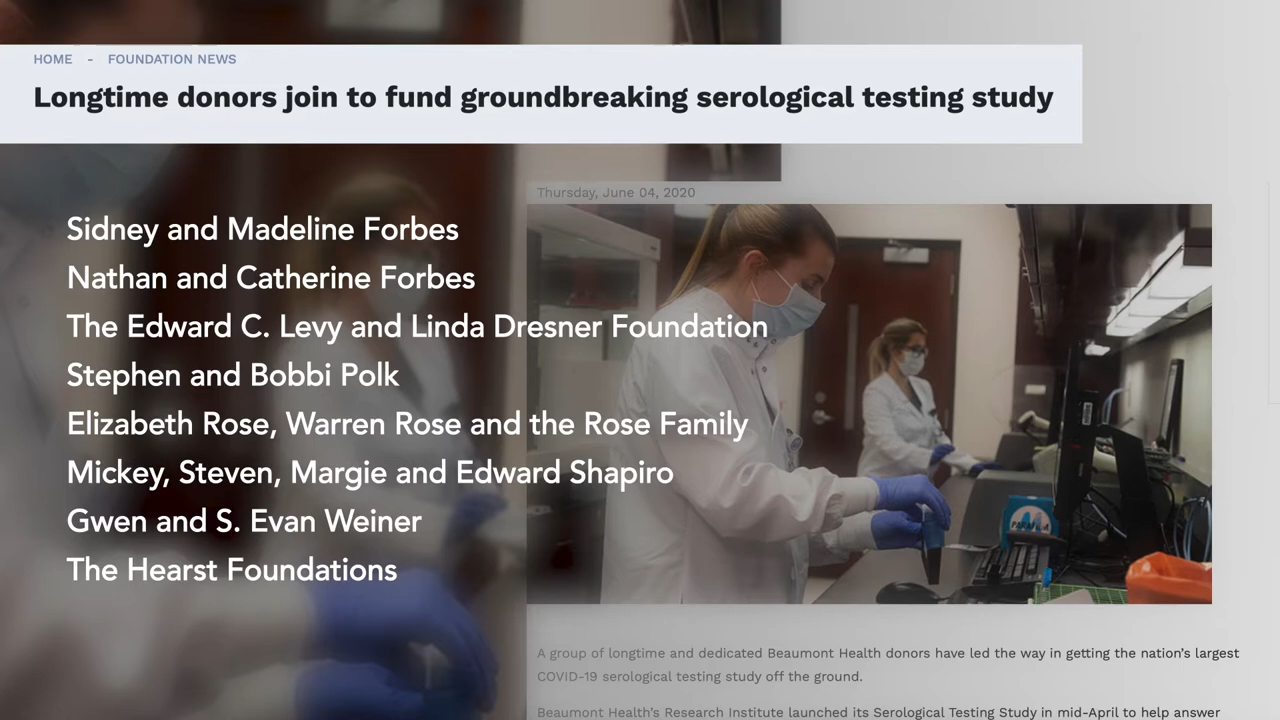 HOME - FOUNDATION NEWS
Longtime donors join to fund groundbreaking serological testing study
Thursday, June 04, 2020
Sidney and Madeline Forbes
Nathan and Catherine Forbes
The Edward C. Levy and Linda Dresner Foundation
Stephen and Bobbi Polk
Elizabeth Rose, Warren Rose and the Rose Family
Mickey, Steven, Margie and Edward Shapiro
Gwen and S. Evan Weiner
The Hearst Foundations
A group of longtime and dedicated Beaumont Health donors have led the way in getting the nation's largest
COVID-19 serological testing study off the ground.
Beaumont Health's Research Institute launched its Serological Testing Study in mid-April to help answer